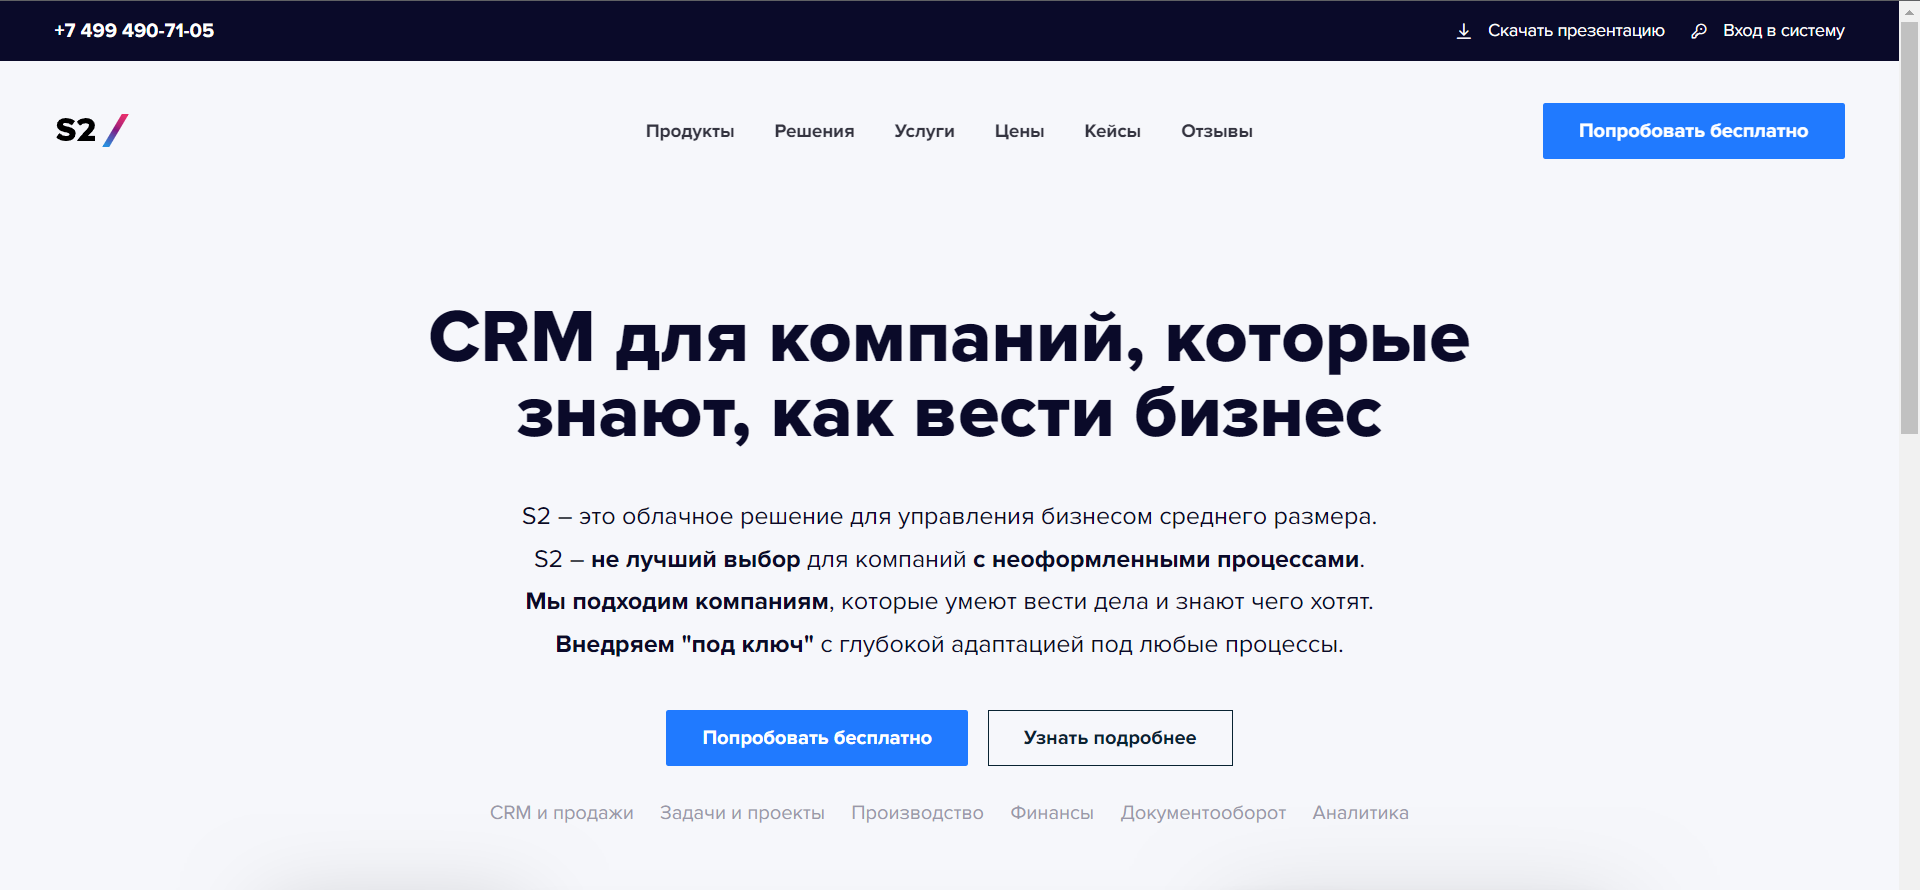 +7 499 490-71-05
Скачать презентацию
Вход в систему
S2
Продукты Решения Услуги Цены Кейсы Отзывы
Попробовать бесплатно
CRM для компаний, которые
знают, как вести бизнес
S2 – это облачное решение для управления бизнесом среднего размера.
S2 – не лучший выбор для компаний с неоформленными процессами.
Мы подходим компаниям, которые умеют вести дела и знают чего хотят.
Внедряем "под ключ" с глубокой адаптацией под любые процессы.
Попробовать бесплатно
Узнать подробнее
CRM и продажи Задачи и проекты Производство Финансы Документооборот Аналитика